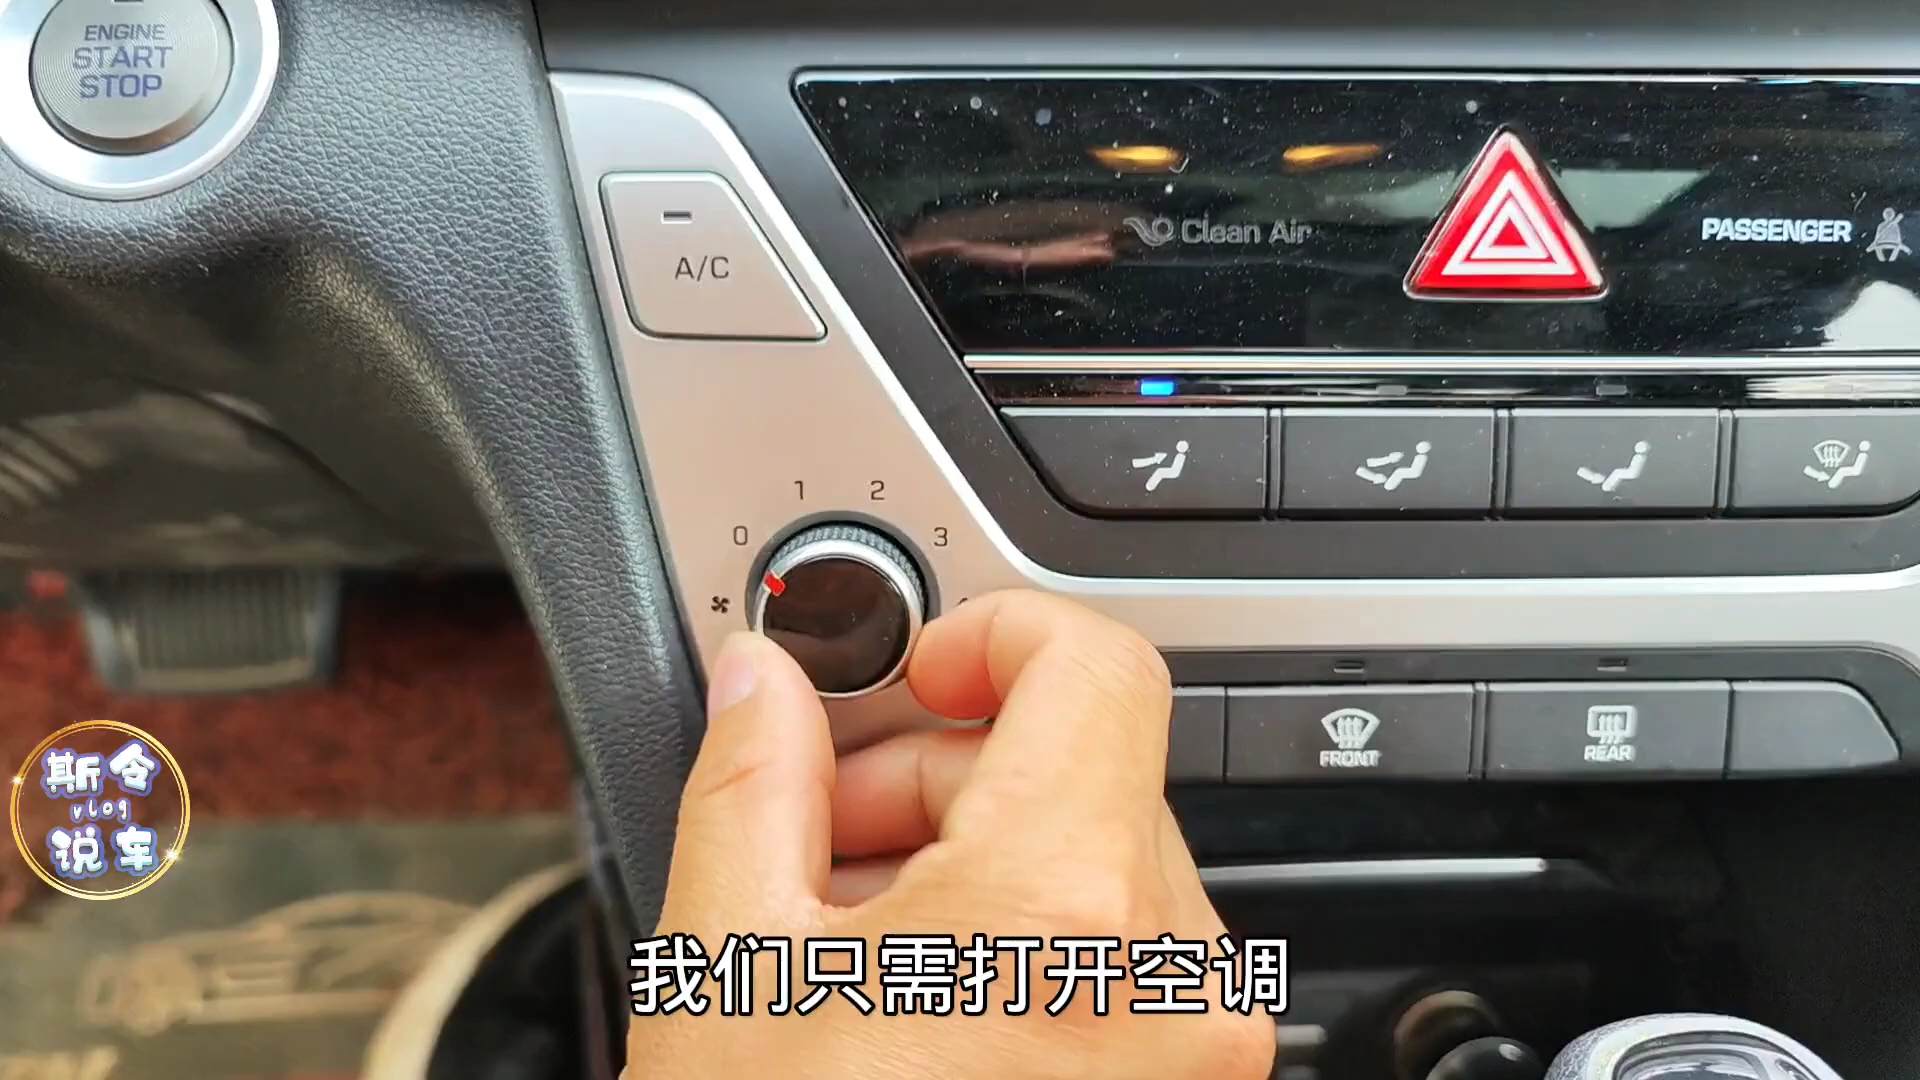 ENGINE
START
STOP
A/C
Clean Air
PASSENGER
0
1
2
3
FRONT
REAR
斯令
vlog
说车
我们只需打开空调